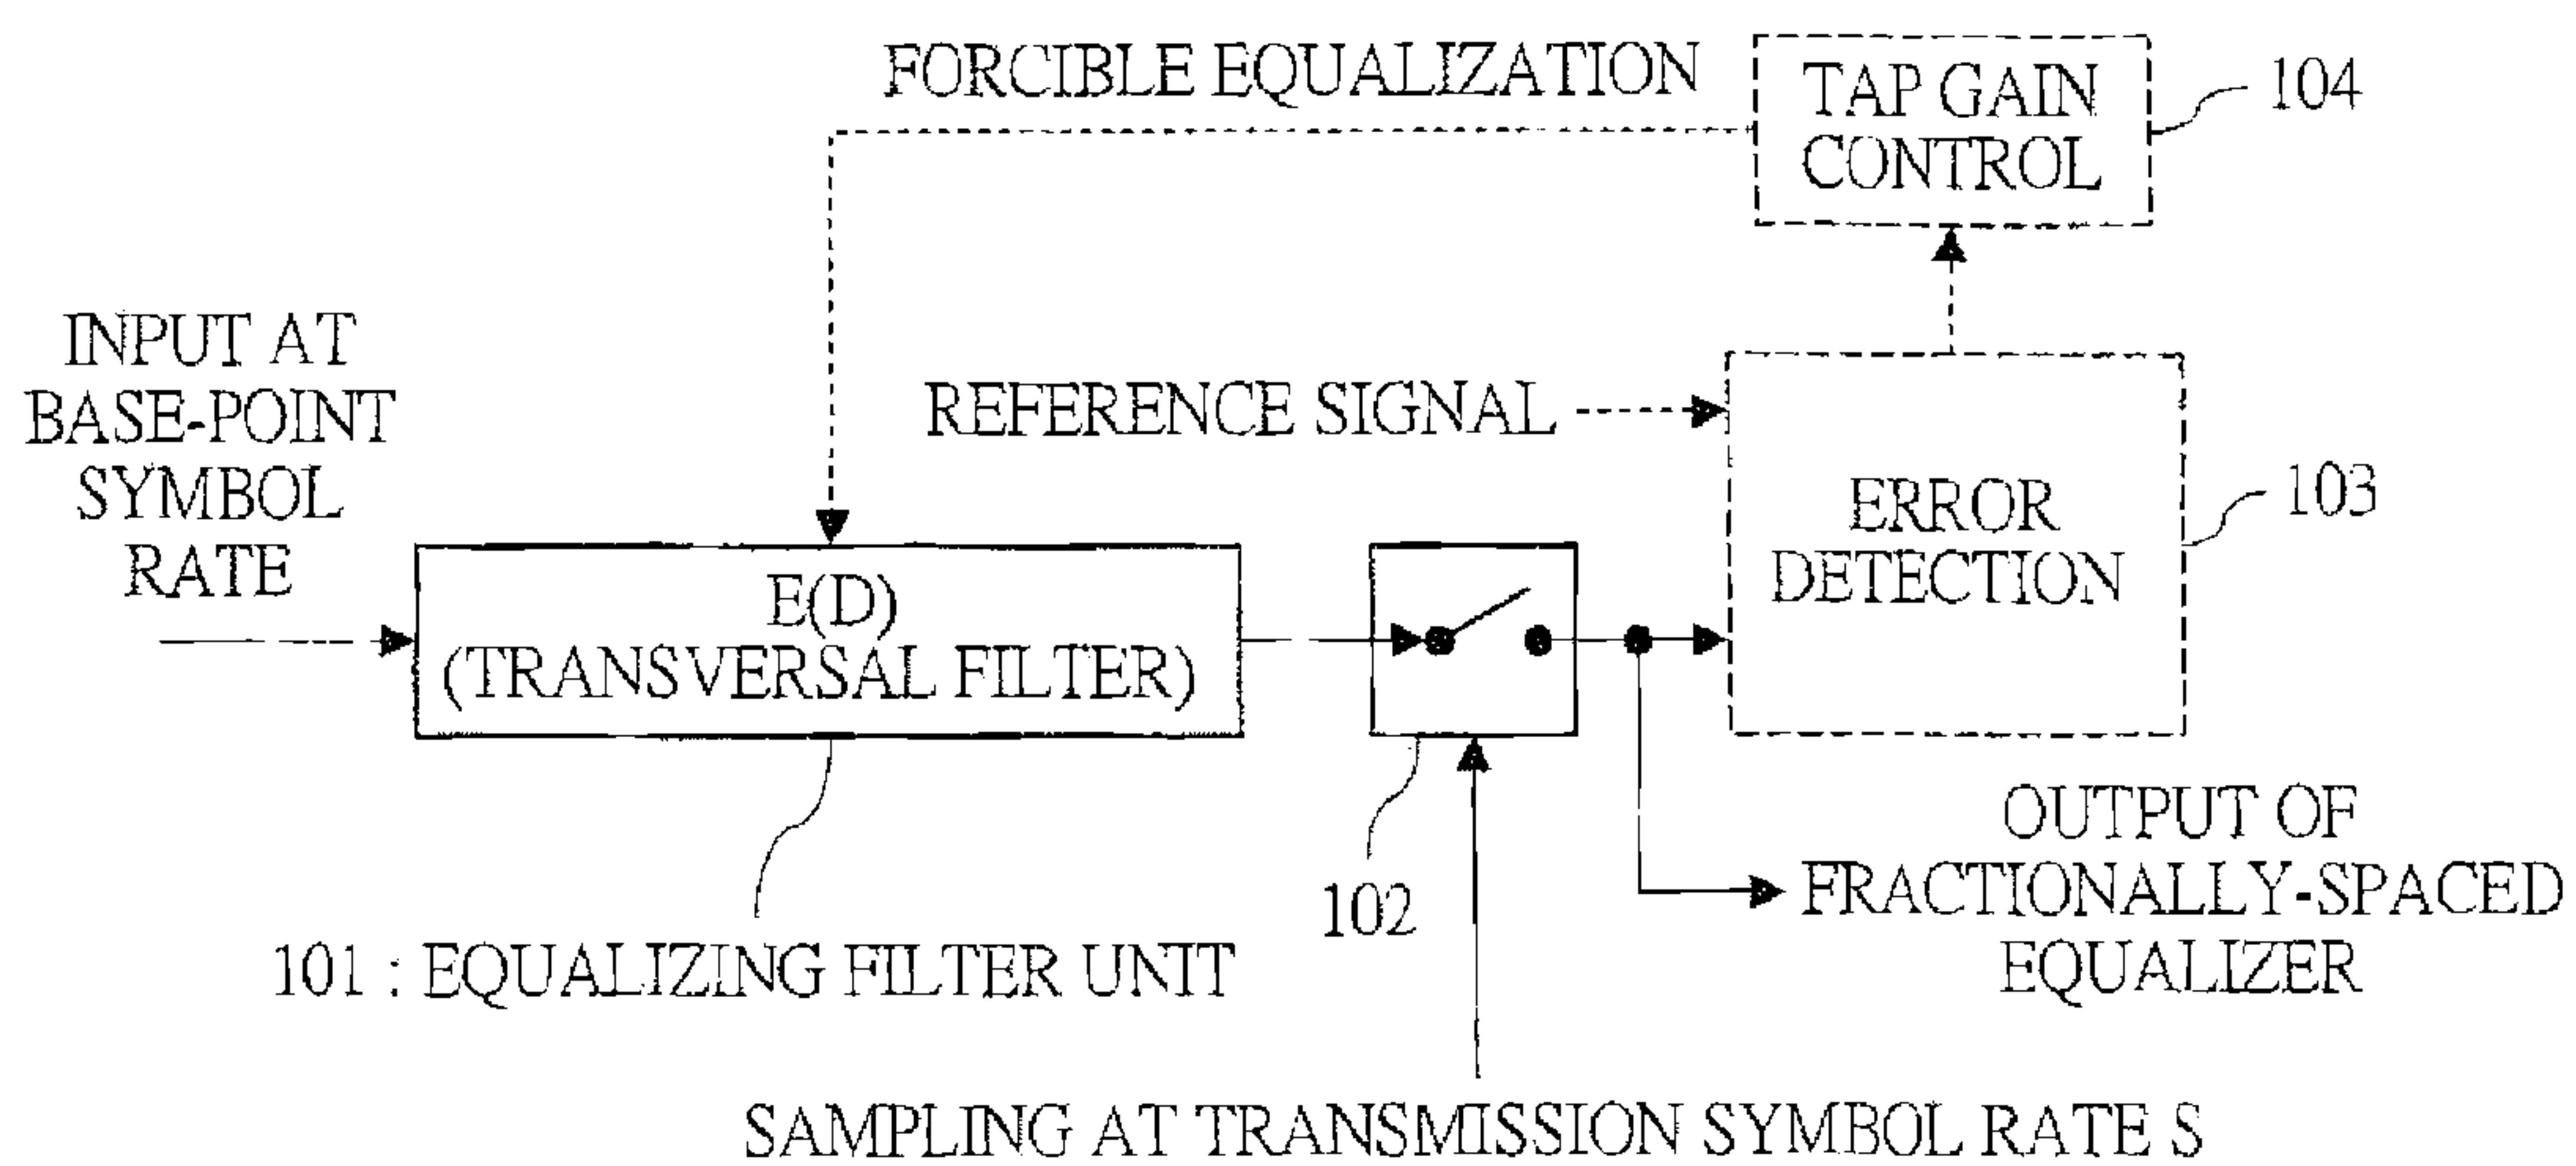 FORCIBLE EQUALIZATION
TAP GAIN
CONTROL
104
INPUT AT
BASE-POINT
SYMBOL
RATE
REFERENCE SIGNAL
ERROR
DETECTION
103
E(D)
(TRANSVERSAL FILTER)
102
101 : EQUALIZING FILTER UNIT
OUTPUT OF
FRACTIONALLY-SPACED
EQUALIZER
SAMPLING AT TRANSMISSION SYMBOL RATE S